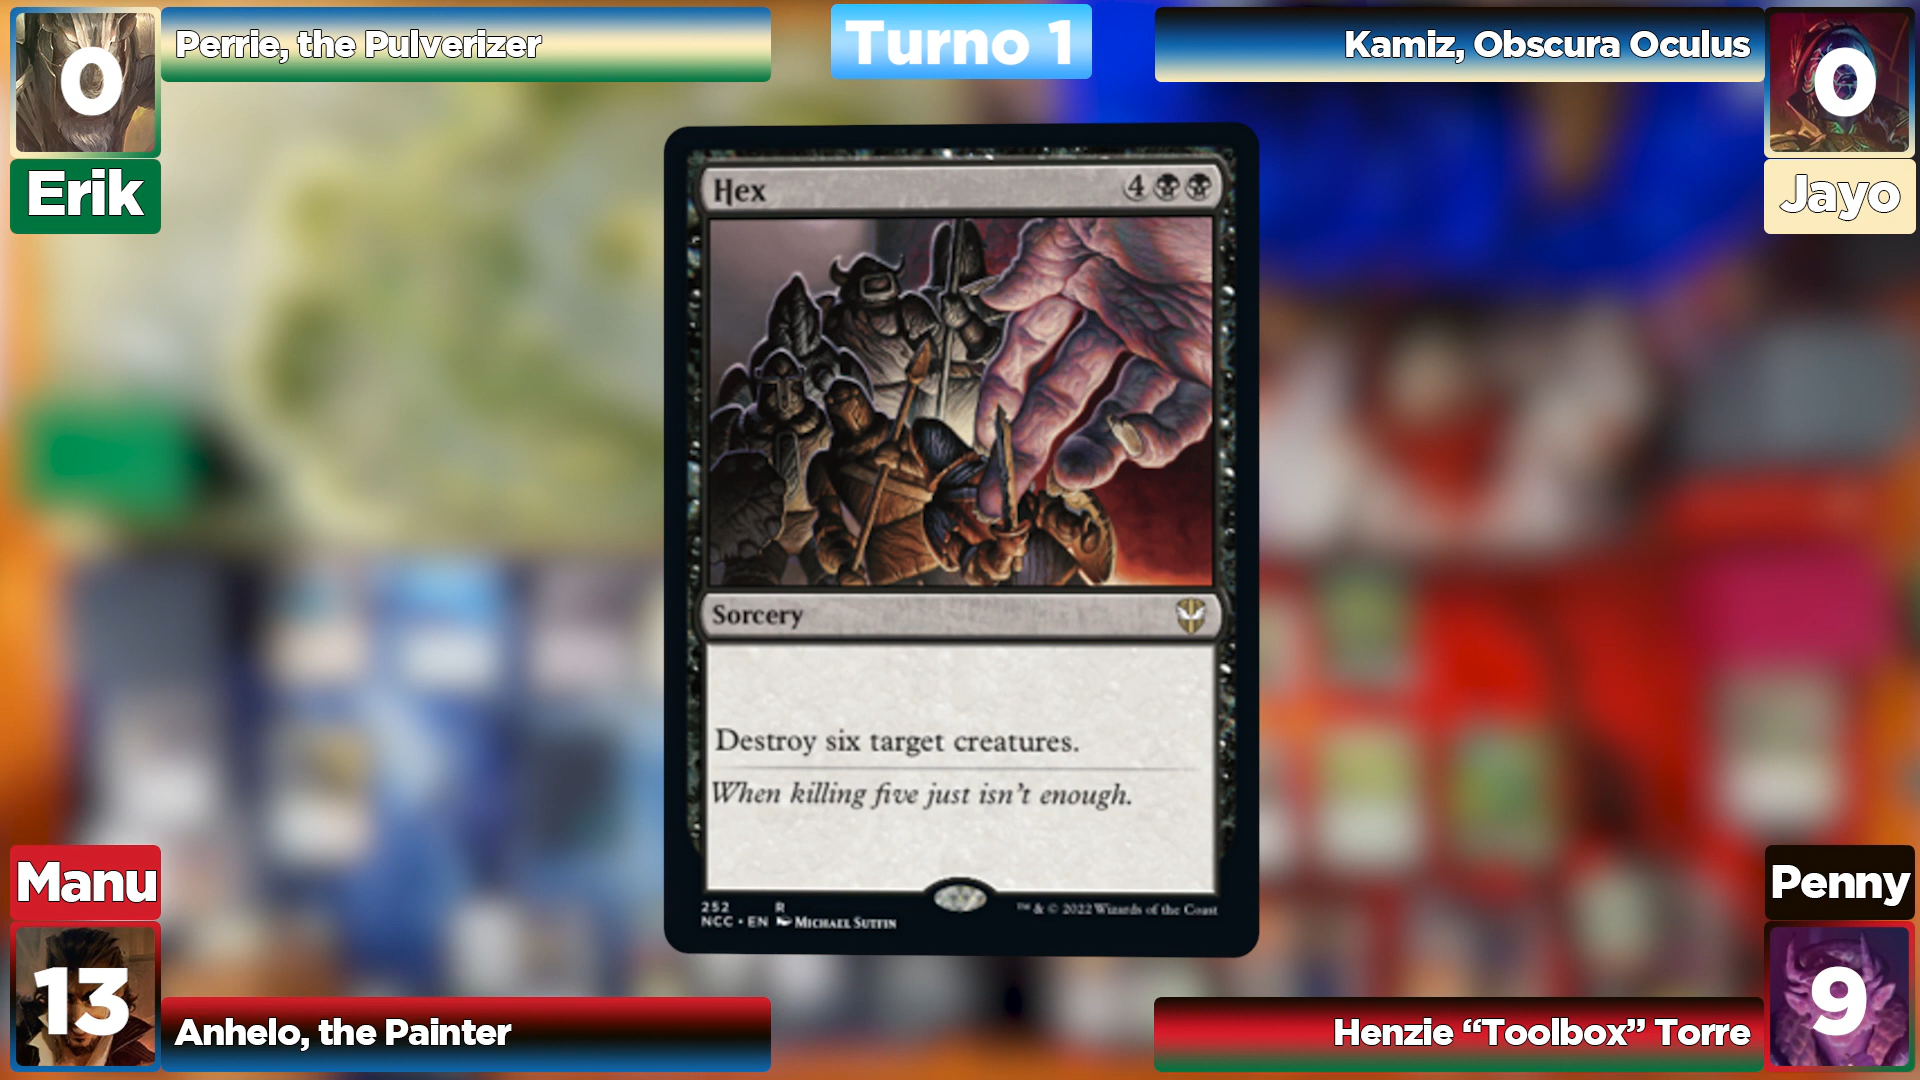 0
Perrie, the Pulverizer
Turno 1
Kamiz, Obscura Oculus
0
Erik
Jayo
Hex
4
Sorcery
Destroy six target creatures.
When killing five just isn't enough.
252 R
NCC • EN MICHAEL SUTFIN
™ & © 2022 Wizards of the Coast
Manu
Penny
13
Anhelo, the Painter
Henzie “Toolbox” Torre
9